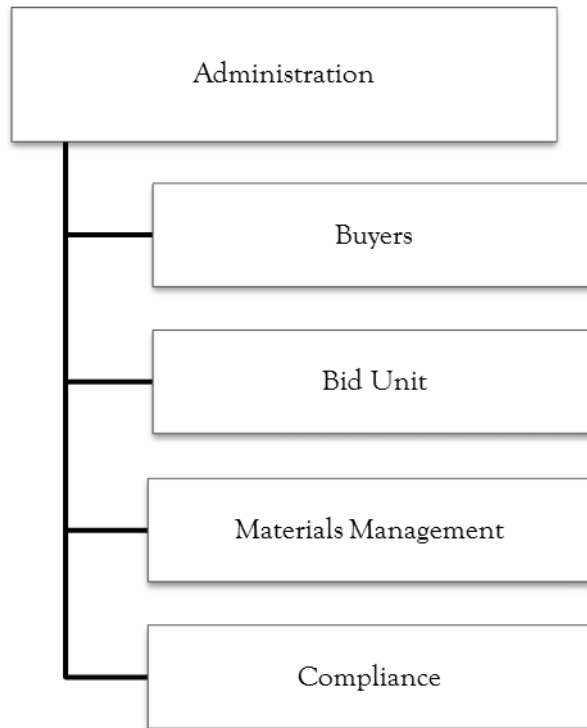 Administration
Buyers
Bid Unit
Materials Management
Compliance